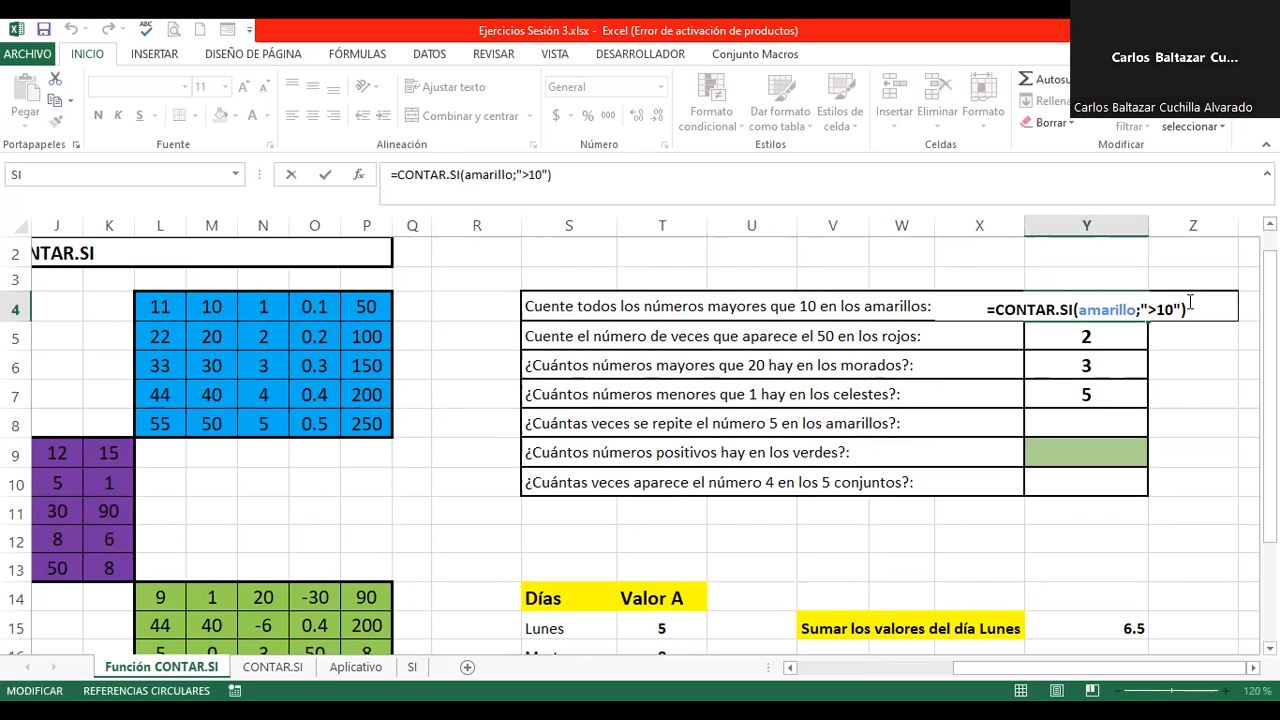 Ejercicios Sesión 3.xlsx - Excel (Error de activación de productos)
Carlos Baltazar Cu...
Carlos Baltazar Cuchilla Alvarado
ARCHIVO INICIO INSERTAR DISEÑO DE PÁGINA FÓRMULAS DATOS REVISAR VISTA DESARROLLADOR Conjunto Macros
Pegar
11
N K S
Ajustar texto
Combinar y centrar
General
$ % 000
Formato condicional
Dar formato como tabla
Estilos de celda
Insertar Eliminar Formato
Autosu
Rellena
Borrar
filtrar seleccionar
Portapapeles Fuente Alineación Número Estilos Celdas Modificar
SI fx =CONTAR.SI(amarillo;">10")
J K L M N O P Q R S T U V W X Y Z
2 NTAR.SI
3
4 11 10 1 0.1 50 Cuente todos los números mayores que 10 en los amarillos: =CONTAR.SI(amarillo;">10")
5 22 20 2 0.2 100 Cuente el número de veces que aparece el 50 en los rojos: 2
6 33 30 3 0.3 150 ¿Cuántos números mayores que 20 hay en los morados?: 3
7 44 40 4 0.4 200 ¿Cuántos números menores que 1 hay en los celestes?: 5
8 55 50 5 0.5 250 ¿Cuántas veces se repite el número 5 en los amarillos?:
9 12 15 ¿Cuántos números positivos hay en los verdes?:
10 5 1 ¿Cuántas veces aparece el número 4 en los 5 conjuntos?:
11 30 90
12 8 6
13 50 8
14 9 1 20 -30 90 Días Valor A
15 44 40 -6 0.4 200 Lunes 5 Sumar los valores del día Lunes 6.5
Función CONTAR.SI CONTAR.SI Aplicativo SI
MODIFICAR REFERENCIAS CIRCULARES 120 %